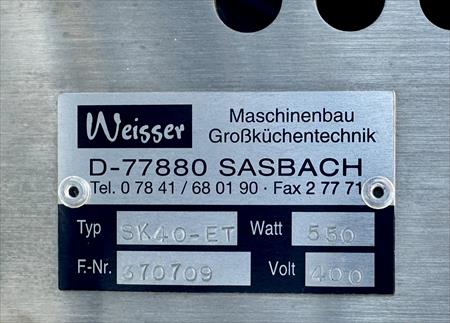 Weisser Maschinenbau
Großküchentechnik
D-77880 SASBACH
Tel. 0 78 41 / 68 01 90 · Fax 2 77 71
Typ SK40-ET Watt 550
F.-Nr. 370709 Volt 400